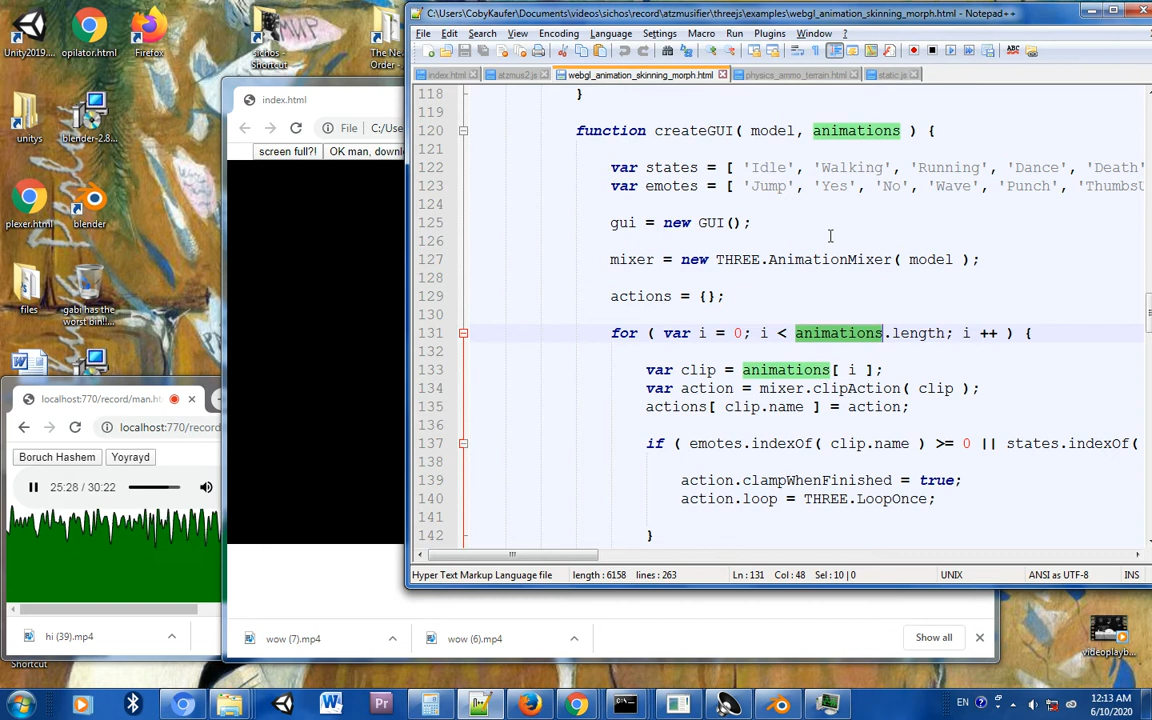 Unity2019....
opilator.html
Firefox
sichos -
Shortcut
The Ne
Order -
unitys
blender-2.8...
plexer.html
blender
files
gabi has the
worst bin!!...
C:\Users\CobyKaufer\Documents\videos\sichos\record\atzmusifier\threejs\examples\webgl_animation_skinning_morph.html - Notepad++
File Edit Search View Encoding Language Settings Macro Run Plugins Window ?
index.html
atzmus2.js
webgl_animation_skinning_morph.html
physics_ammo_terrain.html
static.js
118 }
119
120 function createGUI( model, animations ) {
121
122 var states = [ 'Idle', 'Walking', 'Running', 'Dance', 'Death'
123 var emotes = [ 'Jump', 'Yes', 'No', 'Wave', 'Punch', 'ThumbsU
124
125 gui = new GUI();
126
127 mixer = new THREE.AnimationMixer( model );
128
129 actions = {};
130
131 for ( var i = 0; i < animations.length; i ++ ) {
132
133 var clip = animations[ i ];
134 var action = mixer.clipAction( clip );
135 actions[ clip.name ] = action;
136
137 if ( emotes.indexOf( clip.name ) >= 0 || states.indexOf(
138
139 action.clampWhenFinished = true;
140 action.loop = THREE.LoopOnce;
141
142 }
Hyper Text Markup Language file length : 6158 lines : 263 Ln : 131 Col : 48 Sel : 10 | 0 UNIX ANSI as UTF-8 INS
index.html
File | C:/Use
screen full?! OK man, downl
localhost:770/record/man.ht
localhost:770/record
Boruch Hashem Yoyrayd
25:28 / 30:22
hi (39).mp4
wow (7).mp4
wow (6).mp4
Show all
Shortcut
videoplayb...
EN
12:13 AM
6/10/2020